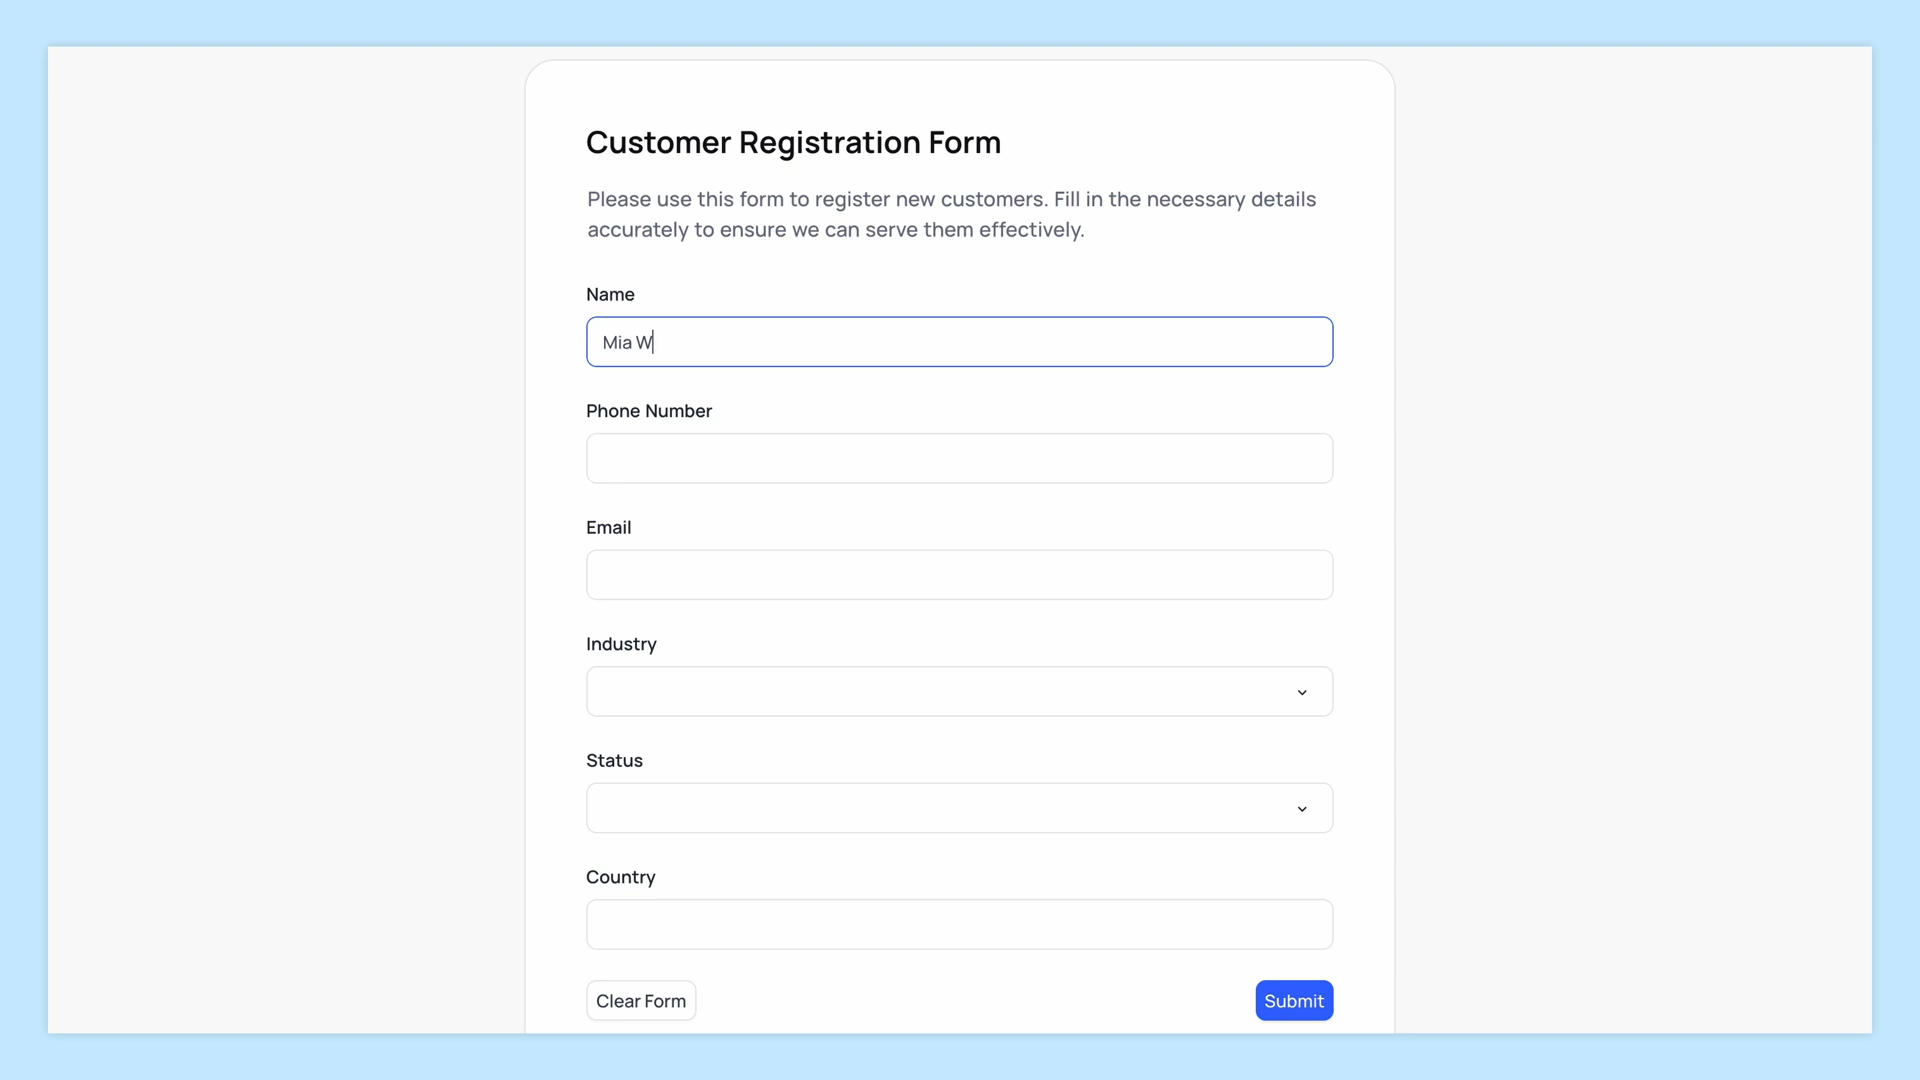 Customer Registration Form
Please use this form to register new customers. Fill in the necessary details
accurately to ensure we can serve them effectively.
Name
Mia W
Phone Number
Email
Industry
Status
Country
Clear Form
Submit